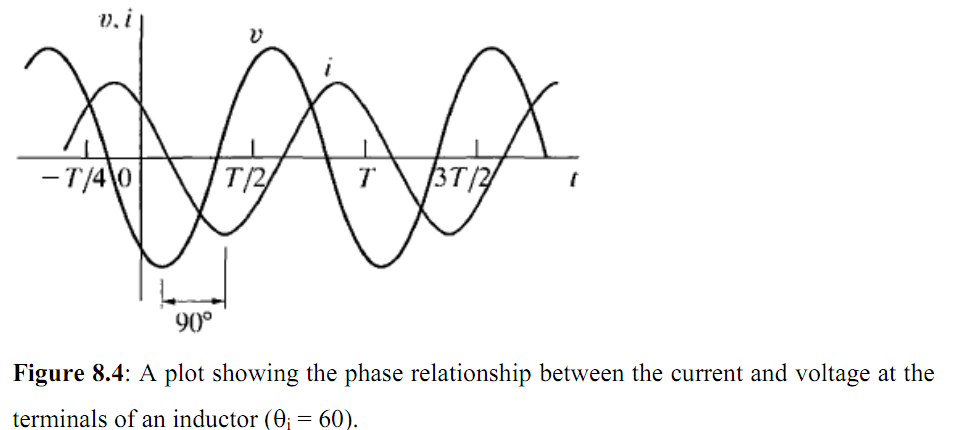 v, i
v
i
−T/4 0 T/2 T 3T/2 t
90°
Figure 8.4: A plot showing the phase relationship between the current and voltage at the
terminals of an inductor (θi = 60).